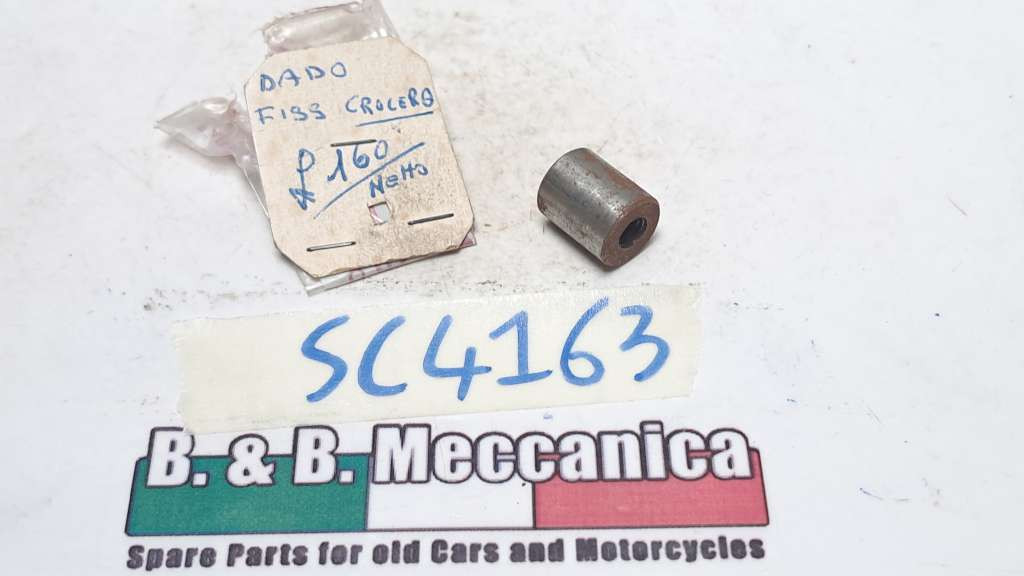 DADO
FISS CROCERA
£ 160
NETTO
SC4163
B. & B. Meccanica
Spare Parts for old Cars and Motorcycles